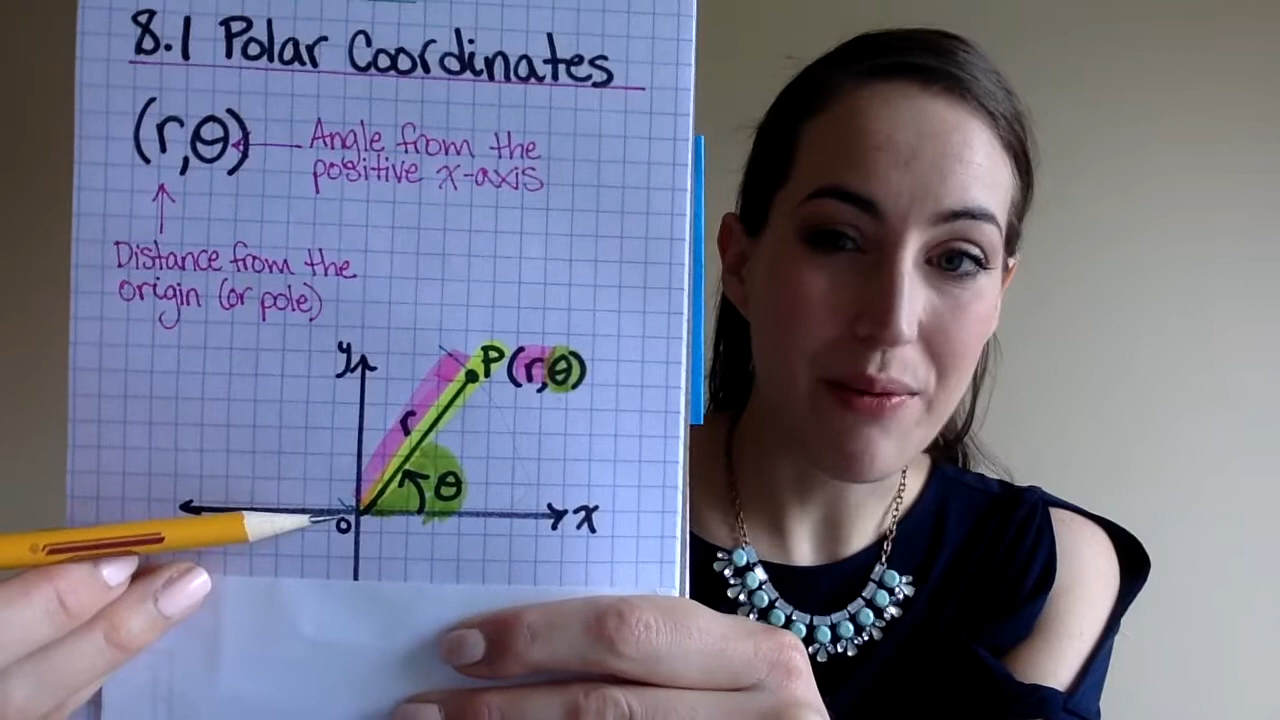 8.1 Polar Coordinates
(r,θ)
Angle from the
positive x-axis
Distance from the
origin (or pole)
y
P(r,θ)
r
θ
O
x